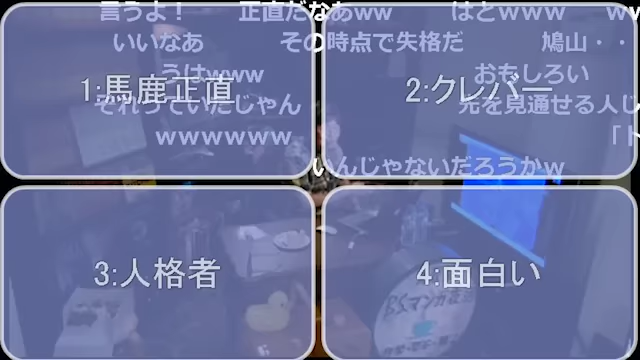 言うよ！ 正直だなあww はとｗｗｗ ｗｗ
いいなあ その時点で失格だ 鳩山・・
うはwww おもしろい
1:馬鹿正直 2:クレバー
それっていいじゃん 先を見通せる人じ
ｗｗｗｗｗｗ 「ト
いんじゃないだろうかｗ
3:人格者 4:面白い
BSマンガ夜